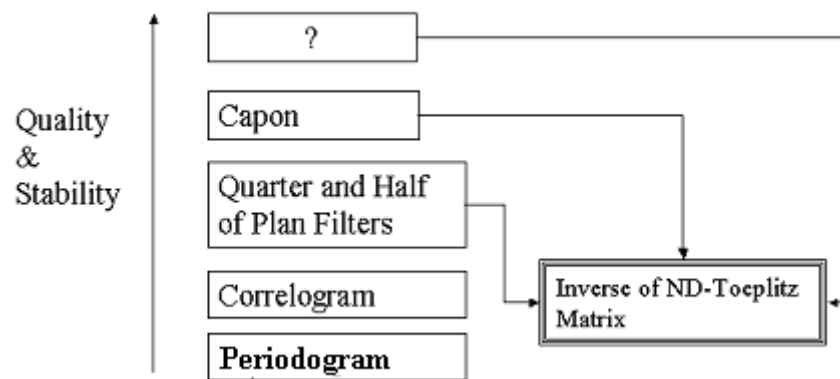 ?
Capon
Quality
&
Stability
Quarter and Half
of Plan Filters
Correlogram
Periodogram
Inverse of ND-Toeplitz
Matrix